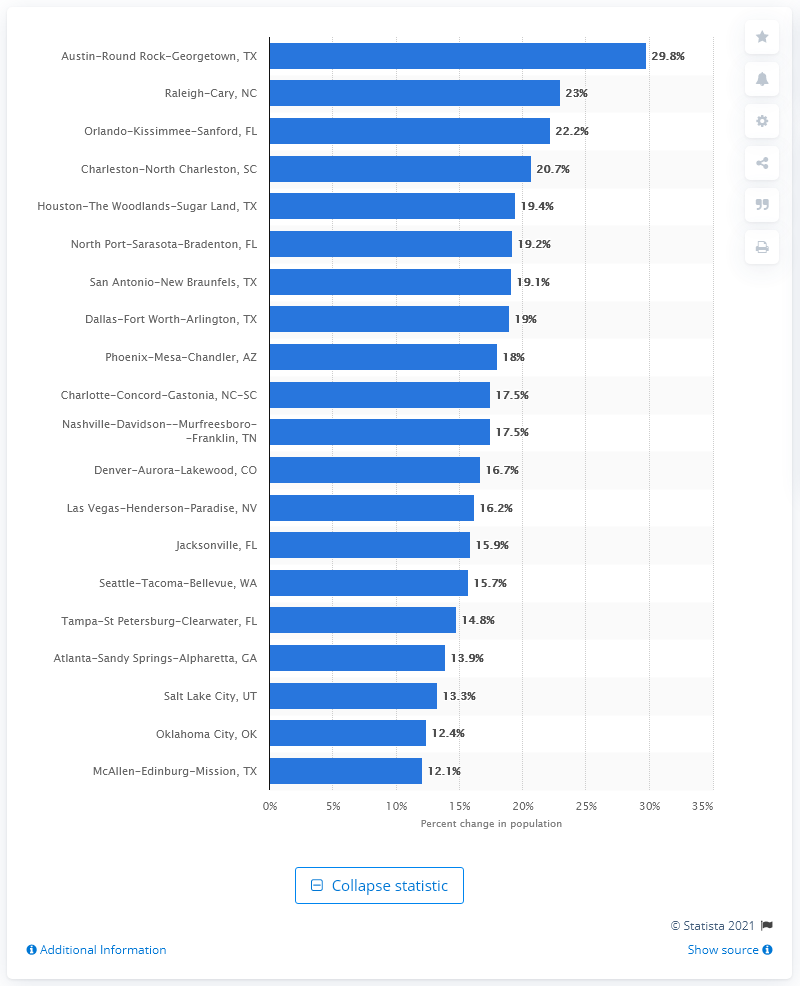 Austin-Round Rock-Georgetown, TX 29.8%
Raleigh-Cary, NC 23%
Orlando-Kissimmee-Sanford, FL 22.2%
Charleston-North Charleston, SC 20.7%
Houston-The Woodlands-Sugar Land, TX 19.4%
North Port-Sarasota-Bradenton, FL 19.2%
San Antonio-New Braunfels, TX 19.1%
Dallas-Fort Worth-Arlington, TX 19%
Phoenix-Mesa-Chandler, AZ 18%
Charlotte-Concord-Gastonia, NC-SC 17.5%
Nashville-Davidson--Murfreesboro-
-Franklin, TN 17.5%
Denver-Aurora-Lakewood, CO 16.7%
Las Vegas-Henderson-Paradise, NV 16.2%
Jacksonville, FL 15.9%
Seattle-Tacoma-Bellevue, WA 15.7%
Tampa-St Petersburg-Clearwater, FL 14.8%
Atlanta-Sandy Springs-Alpharetta, GA 13.9%
Salt Lake City, UT 13.3%
Oklahoma City, OK 12.4%
McAllen-Edinburg-Mission, TX 12.1%
0% 5% 10% 15% 20% 25% 30% 35%
Percent change in population
Collapse statistic
© Statista 2021
Additional Information Show source